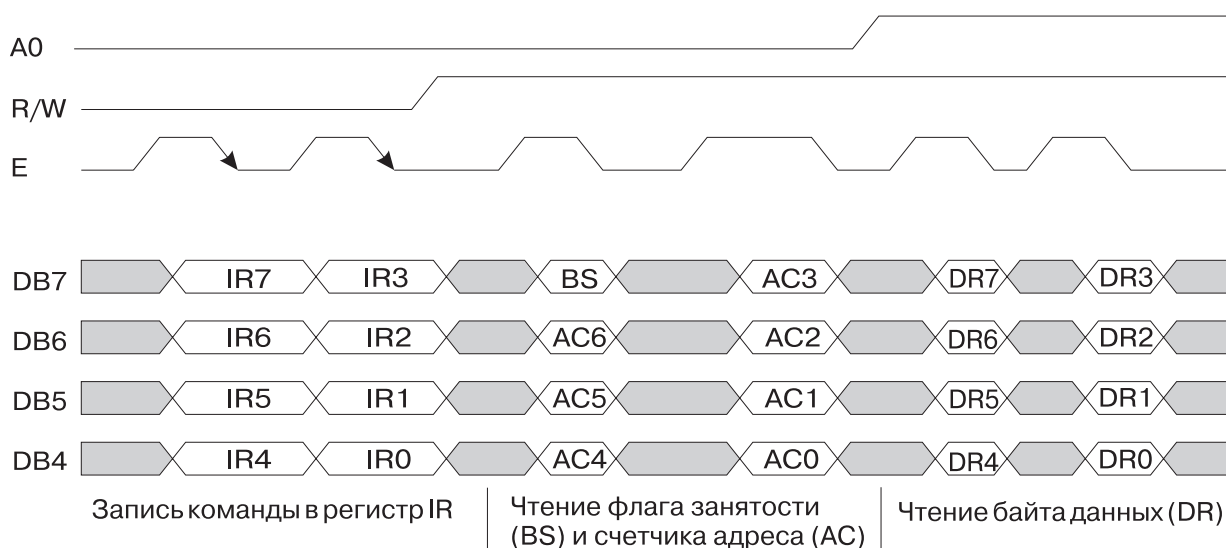 A0
R/W
E
DB7 IR7 IR3 BS AC3 DR7 DR3
DB6 IR6 IR2 AC6 AC2 DR6 DR2
DB5 IR5 IR1 AC5 AC1 DR5 DR1
DB4 IR4 IR0 AC4 AC0 DR4 DR0
Запись команды в регистр IR
Чтение флага занятости
(BS) и счетчика адреса (AC)
Чтение байта данных (DR)